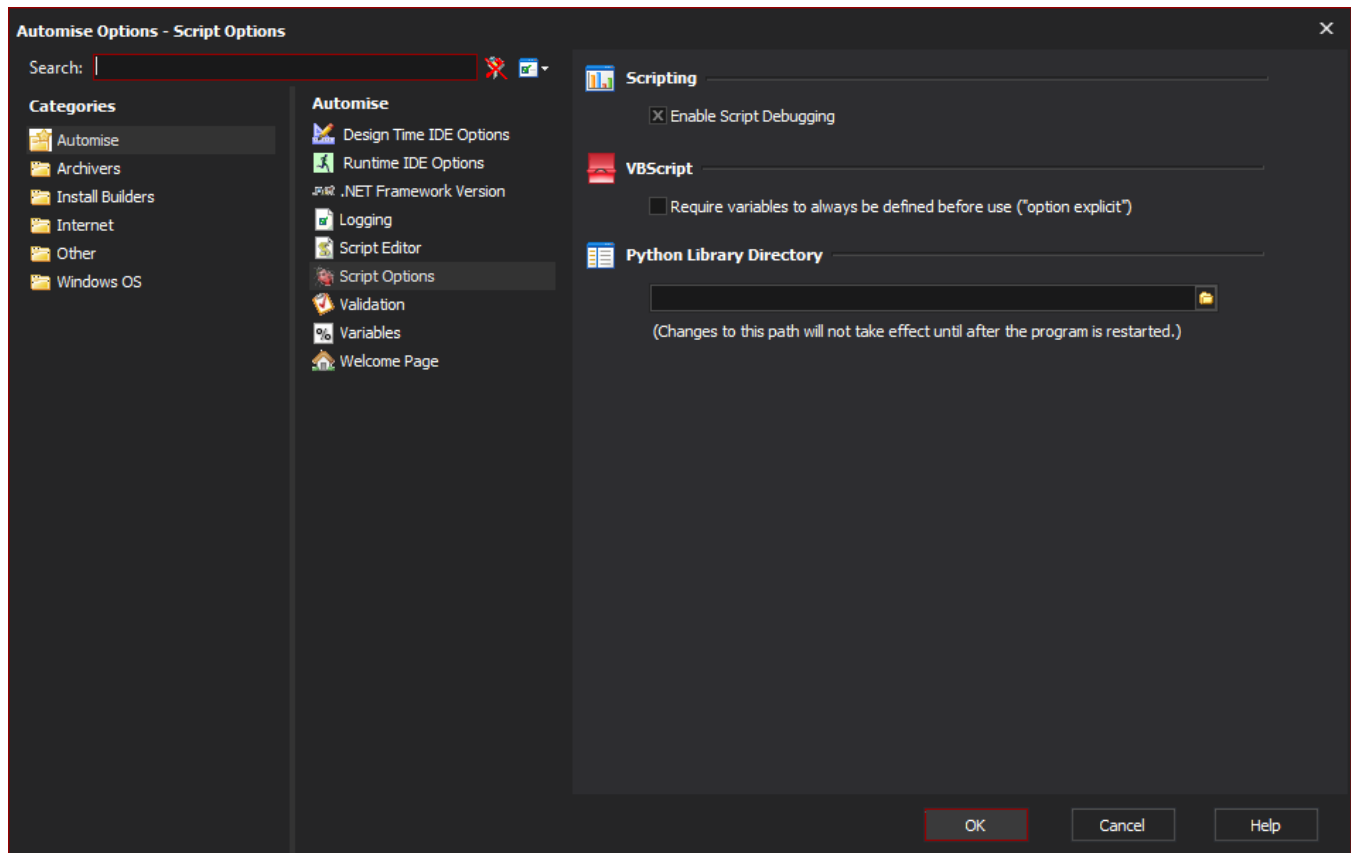 Automise Options - Script Options
Search:
Categories
Automise
Archivers
Install Builders
Internet
Other
Windows OS
Automise
Design Time IDE Options
Runtime IDE Options
.NET Framework Version
Logging
Script Editor
Script Options
Validation
Variables
Welcome Page
Scripting
Enable Script Debugging
VBScript
Require variables to always be defined before use ("option explicit")
Python Library Directory
(Changes to this path will not take effect until after the program is restarted.)
OK Cancel Help